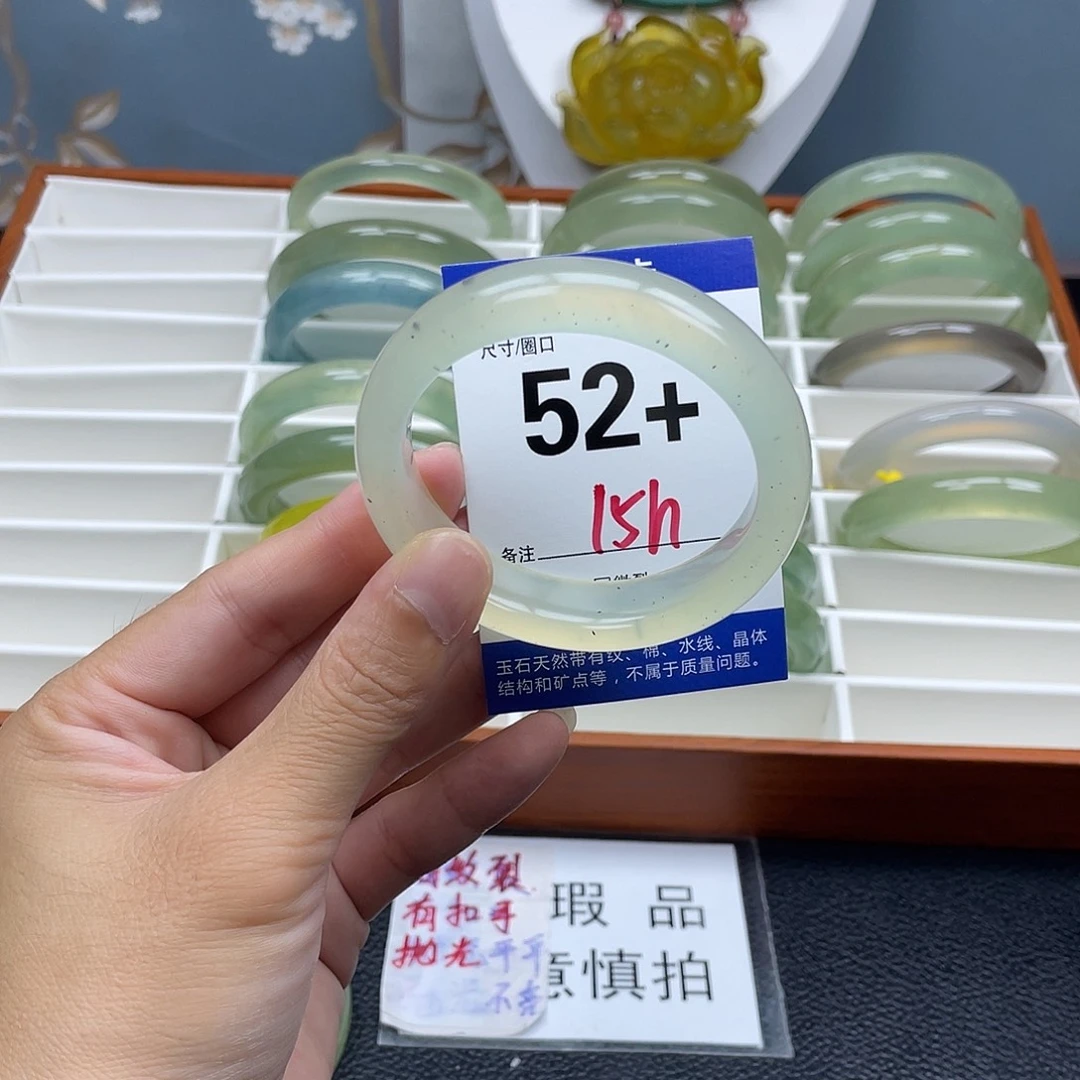 尺寸/圈口
52+
15h
备注
玉石天然带有纹、棉、水线、晶体
结构和矿点等，不属于质量问题。
纹裂
有扣手
抛光
瑕品
意慎拍